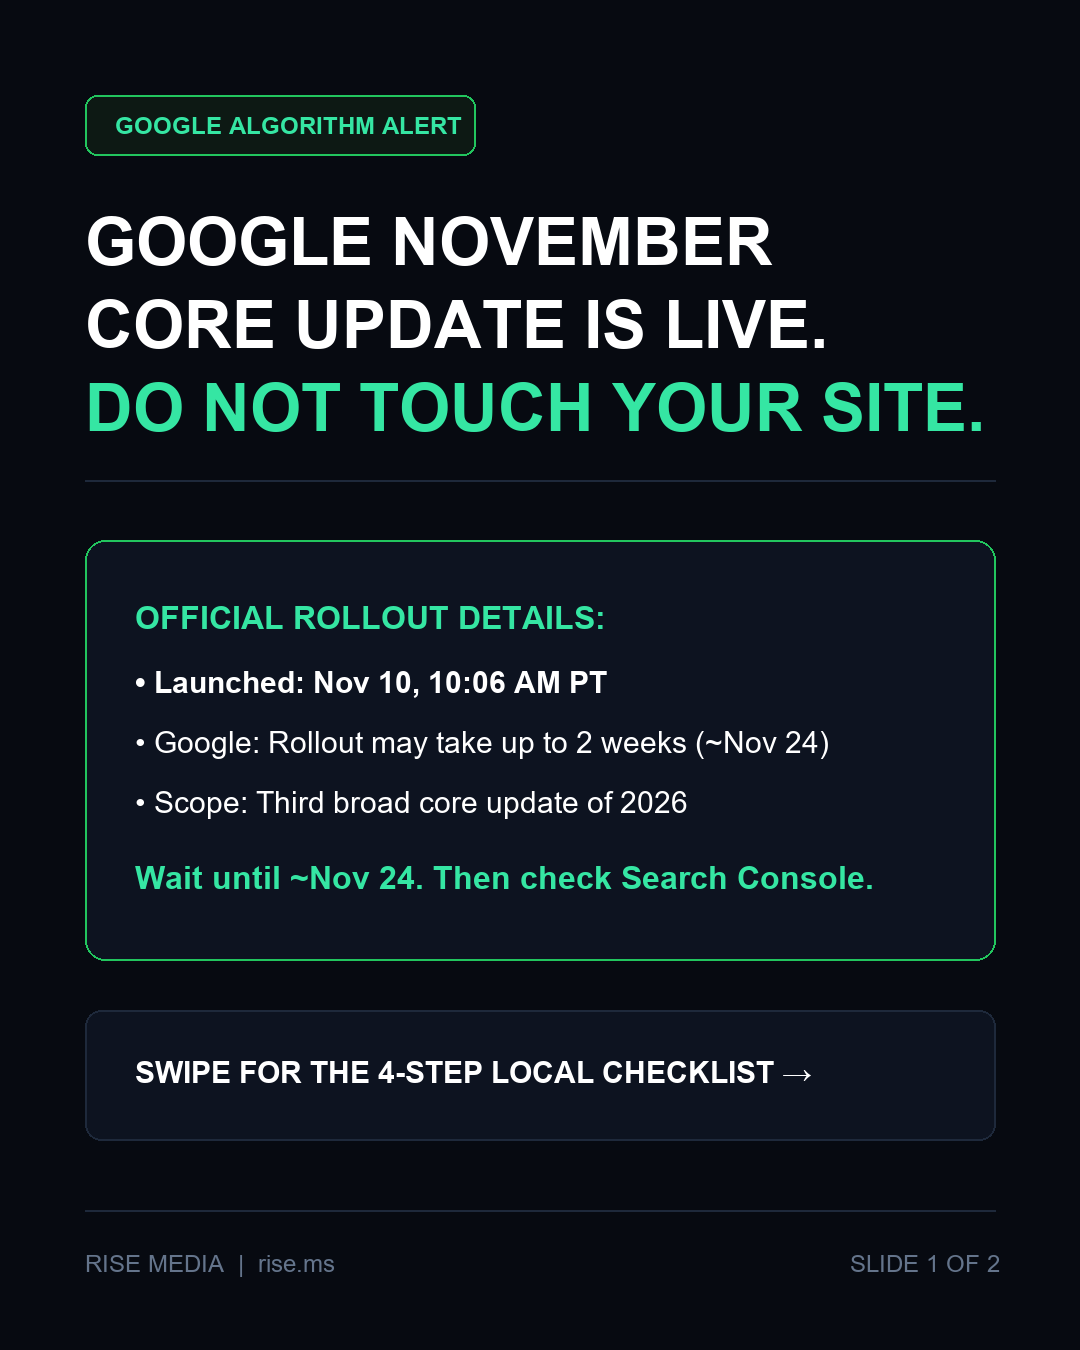 GOOGLE ALGORITHM ALERT
GOOGLE NOVEMBER
CORE UPDATE IS LIVE.
DO NOT TOUCH YOUR SITE.
OFFICIAL ROLLOUT DETAILS:
• Launched: Nov 10, 10:06 AM PT
• Google: Rollout may take up to 2 weeks (~Nov 24)
• Scope: Third broad core update of 2026
Wait until ~Nov 24. Then check Search Console.
SWIPE FOR THE 4-STEP LOCAL CHECKLIST →
RISE MEDIA | rise.ms
SLIDE 1 OF 2